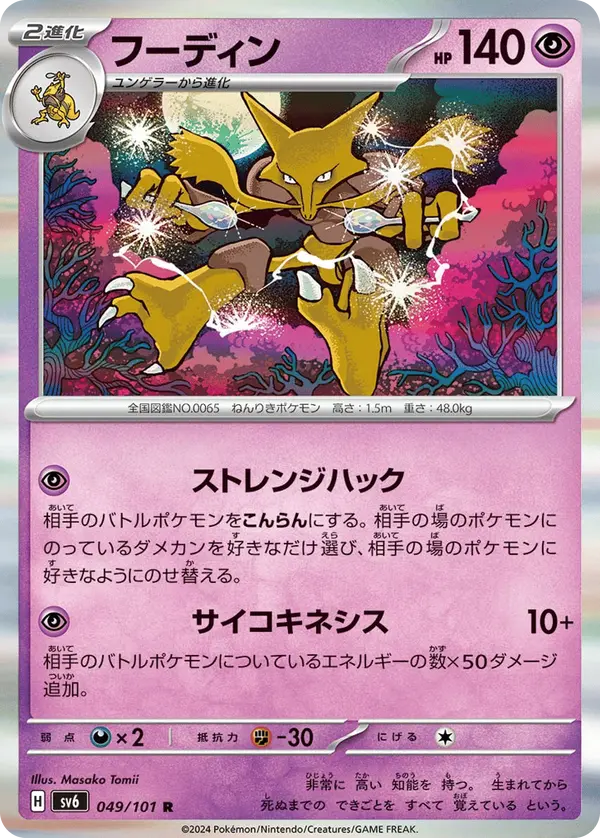 2進化
フーディン
HP 140
ユンゲラーから進化
全国図鑑NO.0065 ねんりきポケモン 高さ:1.5m 重さ:48.0kg
ストレンジハック
相手のバトルポケモンをこんらんにする。相手の場のポケモンに
のっているダメカンを好きなだけ選び、相手の場のポケモンに
好きなようにのせ替える。
サイコキネシス 10+
相手のバトルポケモンについているエネルギーの数×50ダメージ
追加。
弱点 ×2 抵抗力 -30 にげる
Illus. Masako Tomii
H sv6 049/101 R
非常に 高い 知能を 持つ。 生まれてから
死ぬまでの できごとを すべて 覚えている という。
©2024 Pokémon/Nintendo/Creatures/GAME FREAK.